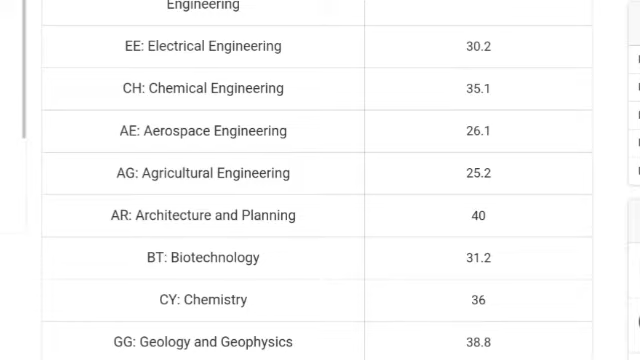 Engineering
EE: Electrical Engineering 30.2
CH: Chemical Engineering 35.1
AE: Aerospace Engineering 26.1
AG: Agricultural Engineering 25.2
AR: Architecture and Planning 40
BT: Biotechnology 31.2
CY: Chemistry 36
GG: Geology and Geophysics 38.8